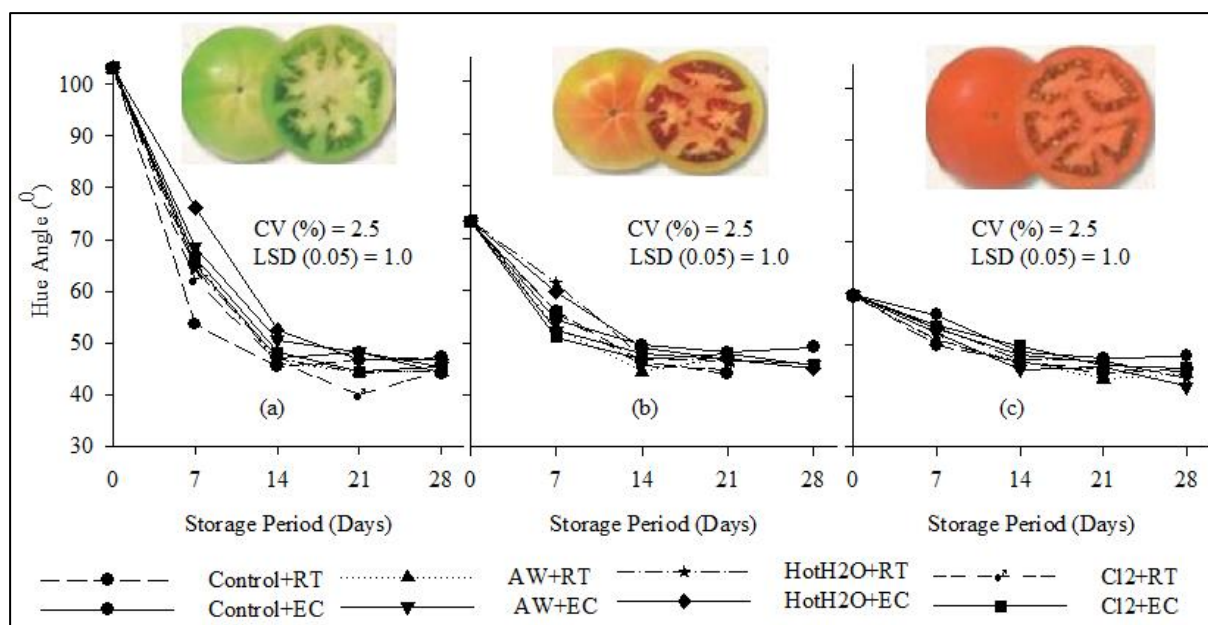 Hue Angle (0)
100
90
80
70
60
50
40
30
CV (%) = 2.5
LSD (0.05) = 1.0
CV (%) = 2.5
LSD (0.05) = 1.0
CV (%) = 2.5
LSD (0.05) = 1.0
(a)
(b)
(c)
0 7 14 21 28
0 7 14 21 28
0 7 14 21 28
Storage Period (Days)
Storage Period (Days)
Storage Period (Days)
Control+RT AW+RT HotH2O+RT Cl2+RT
Control+EC AW+EC HotH2O+EC Cl2+EC